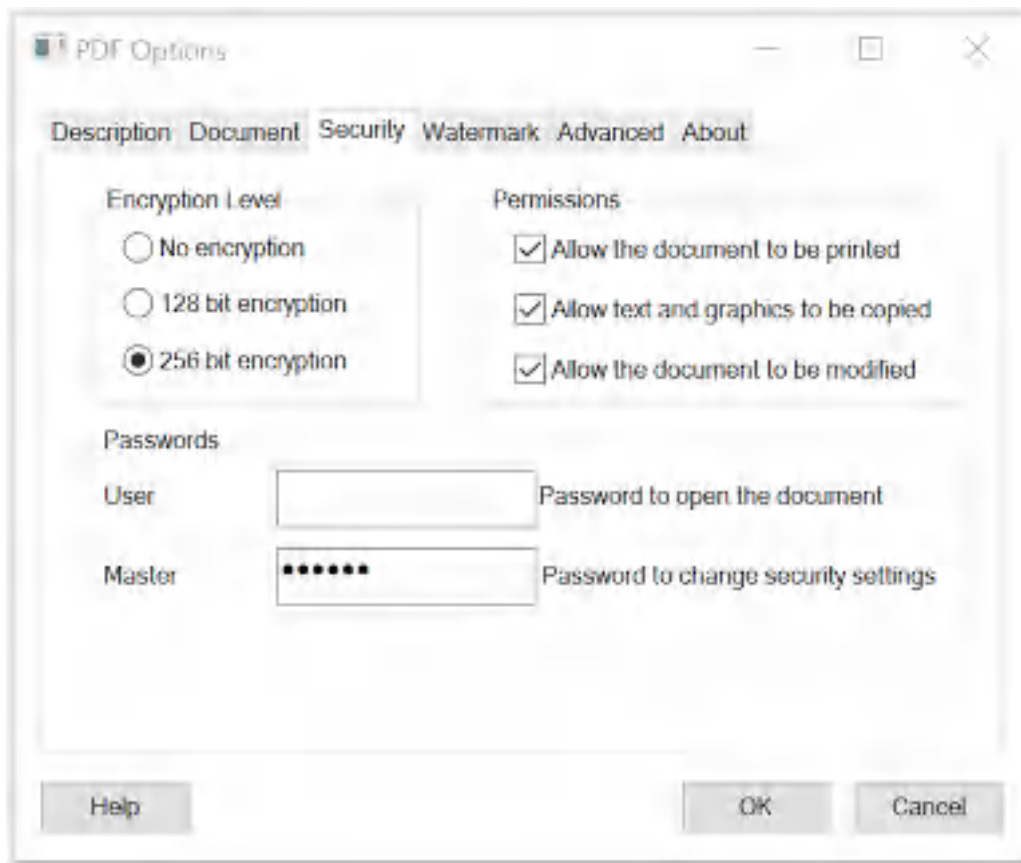 PDF Options
Description Document Security Watermark Advanced About
Encryption Level
No encryption
128 bit encryption
256 bit encryption
Permissions
Allow the document to be printed
Allow text and graphics to be copied
Allow the document to be modified
Passwords
User Password to open the document
Master •••••• Password to change security settings
Help OK Cancel